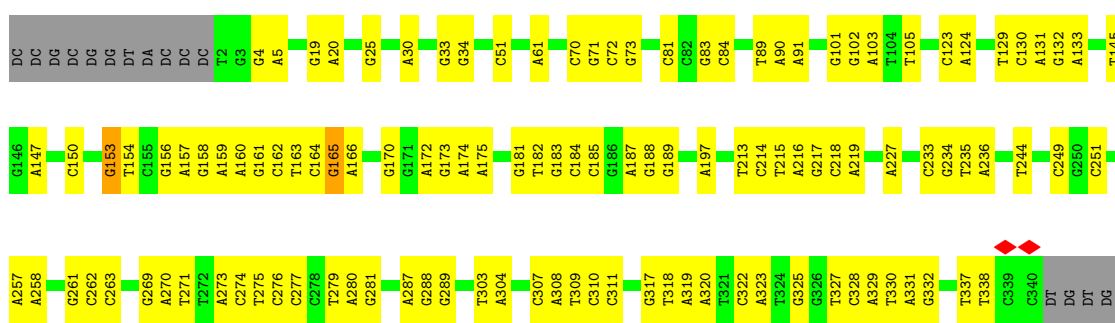 DC DC DG DG DG DT DA DC DC DC T2 G3 G4 A5 G19 A20 G25 A30 G33 G34 C51 A61 C70 G71 C72 G73 C81 C82 G83 C84 T89 A90 A91 G101 G102 A103 T104 T105 C123 A124 T129 C130 A131 G132 A133 T145
G146 A147 C150 G153 T154 C155 G156 A157 G158 A159 A160 G161 C162 T163 C164 G165 A166 G170 G171 A172 G173 A174 A175 G181 T182 G183 C184 C185 G186 A187 G188 G189 A197 T213 C214 T215 A216 G217 C218 A219 A227 C233 G234 T235 A236 T244 C249 G250 C251
A257 A258 G261 C262 C263 G269 A270 T271 T272 A273 C274 T275 C276 C277 C278 T279 A280 G281 A287 G288 G289 T303 A304 C307 A308 T309 C310 C311 G317 T318 A319 A320 T321 C322 A323 T324 G325 G326 T327 C328 A329 T330 A331 G332 T337 T338 C339 C340 DT DG DT DG